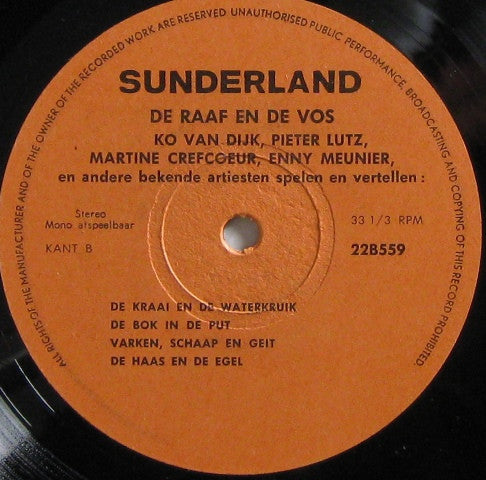 ALL RIGHTS OF THE MANUFACTURER AND OF THE OWNER OF THE RECORDED WORK ARE RESERVED UNAUTHORISED PUBLIC PERFORMANCE, BROADCASTING AND COPYING OF THIS RECORD PROHIBITED.
SUNDERLAND
DE RAAF EN DE VOS
KO VAN DIJK, PIETER LUTZ,
MARTINE CREFCOEUR, ENNY MEUNIER,
en andere bekende artiesten spelen en vertellen :
Stereo
Mono afspeelbaar
33 1/3 RPM
KANT B
22B559
DE KRAAI EN DE WATERKRUIK
DE BOK IN DE PUT
VARKEN, SCHAAP EN GEIT
DE HAAS EN DE EGEL